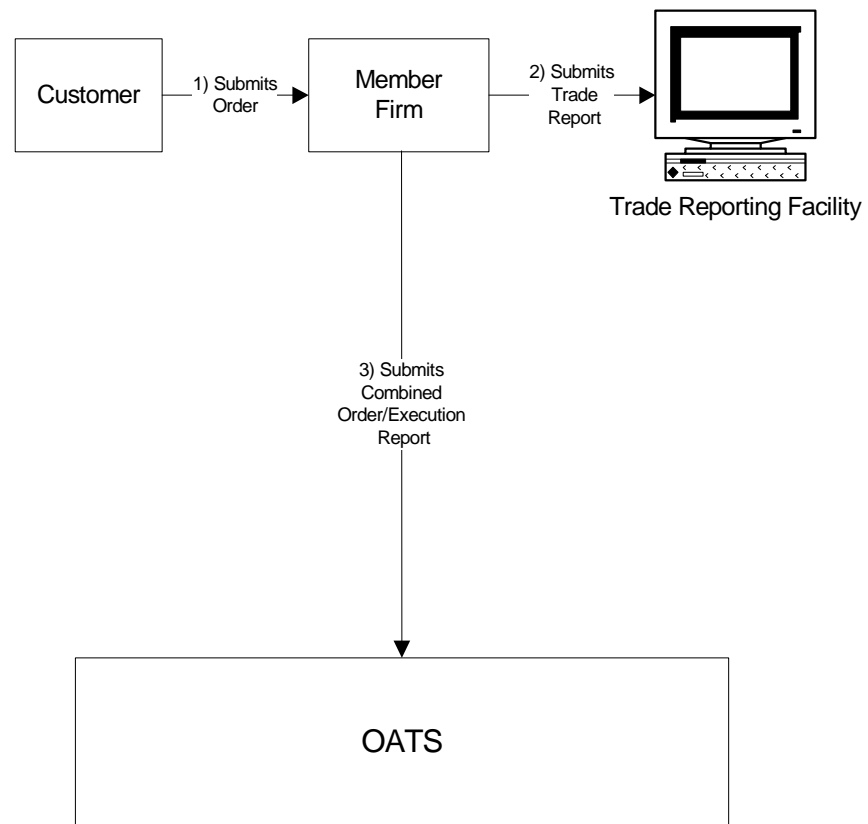 Customer
1) Submits
Order
Member
Firm
2) Submits
Trade
Report
Trade Reporting Facility
3) Submits
Combined
Order/Execution
Report
OATS